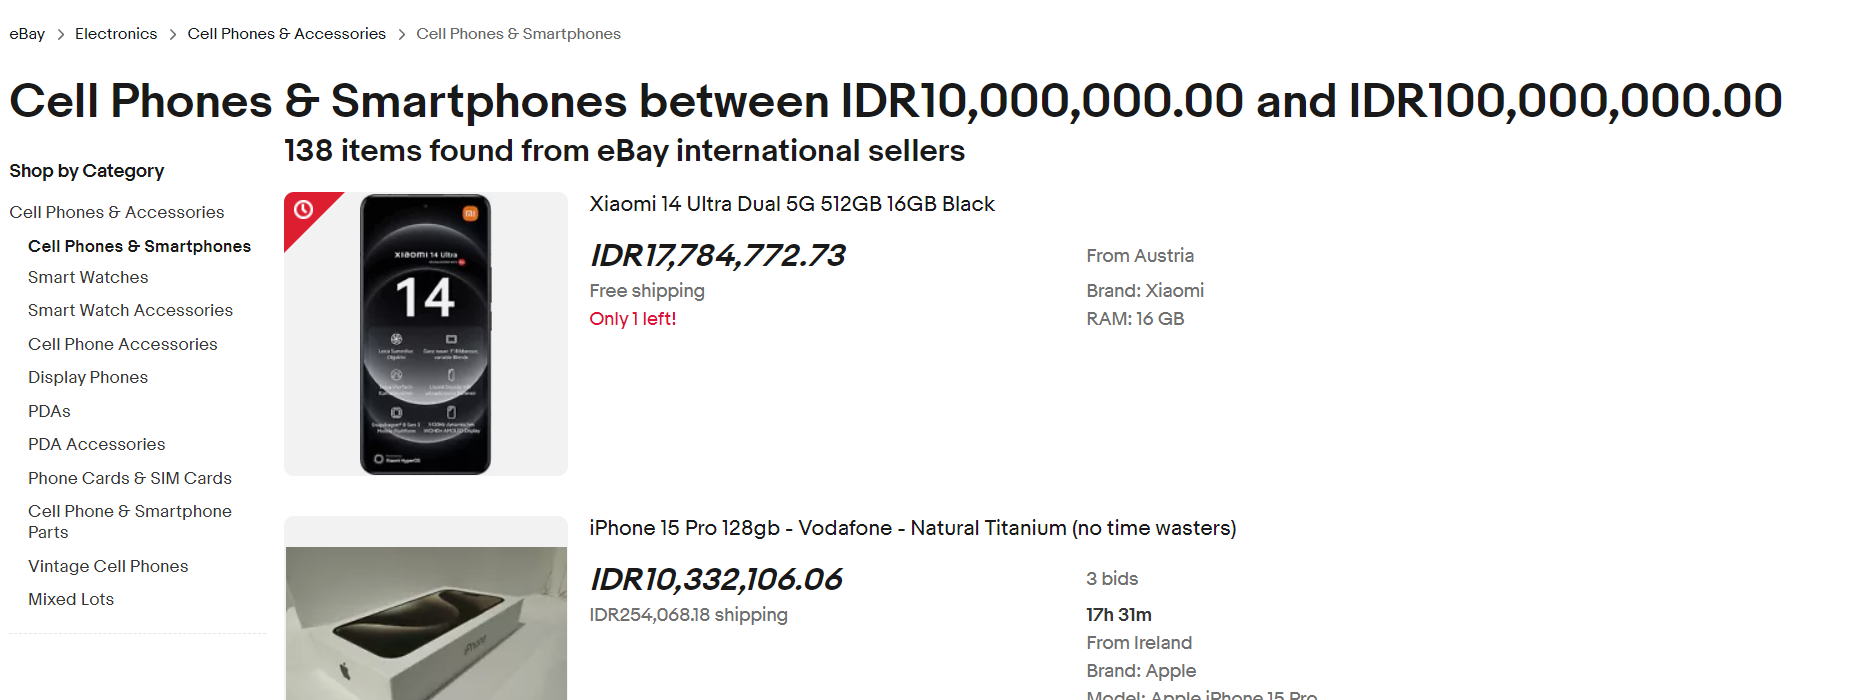 eBay > Electronics > Cell Phones & Accessories > Cell Phones & Smartphones
Cell Phones & Smartphones between IDR10,000,000.00 and IDR100,000,000.00
138 items found from eBay international sellers
Shop by Category
Cell Phones & Accessories
Cell Phones & Smartphones
Smart Watches
Smart Watch Accessories
Cell Phone Accessories
Display Phones
PDAs
PDA Accessories
Phone Cards & SIM Cards
Cell Phone & Smartphone
Parts
Vintage Cell Phones
Mixed Lots
XIAOMI 14 Ultra
14
Xiaomi HyperOS
Xiaomi 14 Ultra Dual 5G 512GB 16GB Black
IDR17,784,772.73
Free shipping
Only 1 left!
From Austria
Brand: Xiaomi
RAM: 16 GB
iPhone
iPhone 15 Pro 128gb - Vodafone - Natural Titanium (no time wasters)
IDR10,332,106.06
IDR254,068.18 shipping
3 bids
17h 31m
From Ireland
Brand: Apple
Model: Apple iPhone 15 Pro